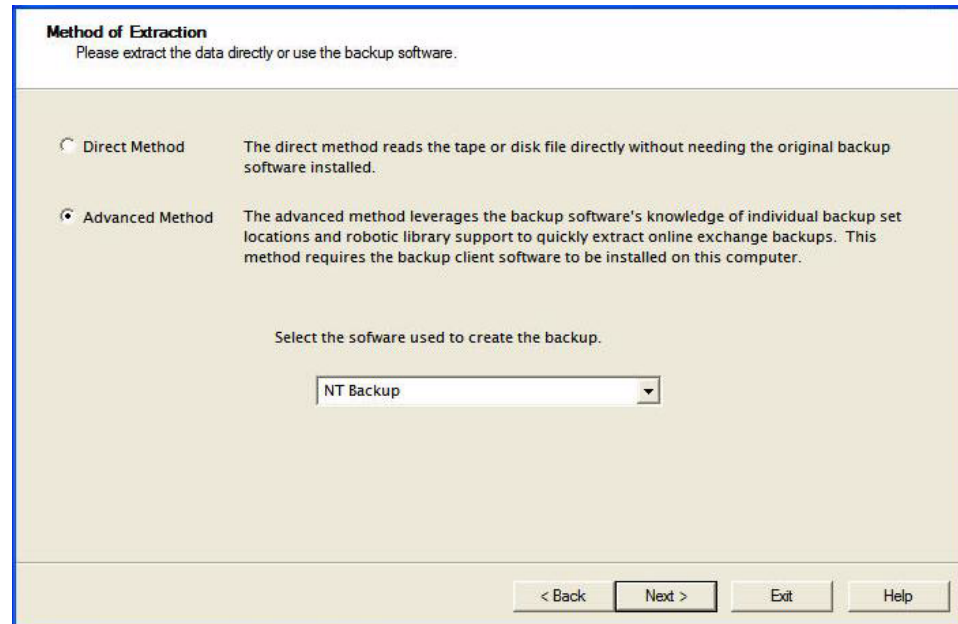 Method of Extraction
Please extract the data directly or use the backup software.
Direct Method
The direct method reads the tape or disk file directly without needing the original backup
software installed.
Advanced Method
The advanced method leverages the backup software's knowledge of individual backup set
locations and robotic library support to quickly extract online exchange backups. This
method requires the backup client software to be installed on this computer.
Select the sofware used to create the backup.
NT Backup
< Back
Next >
Exit
Help